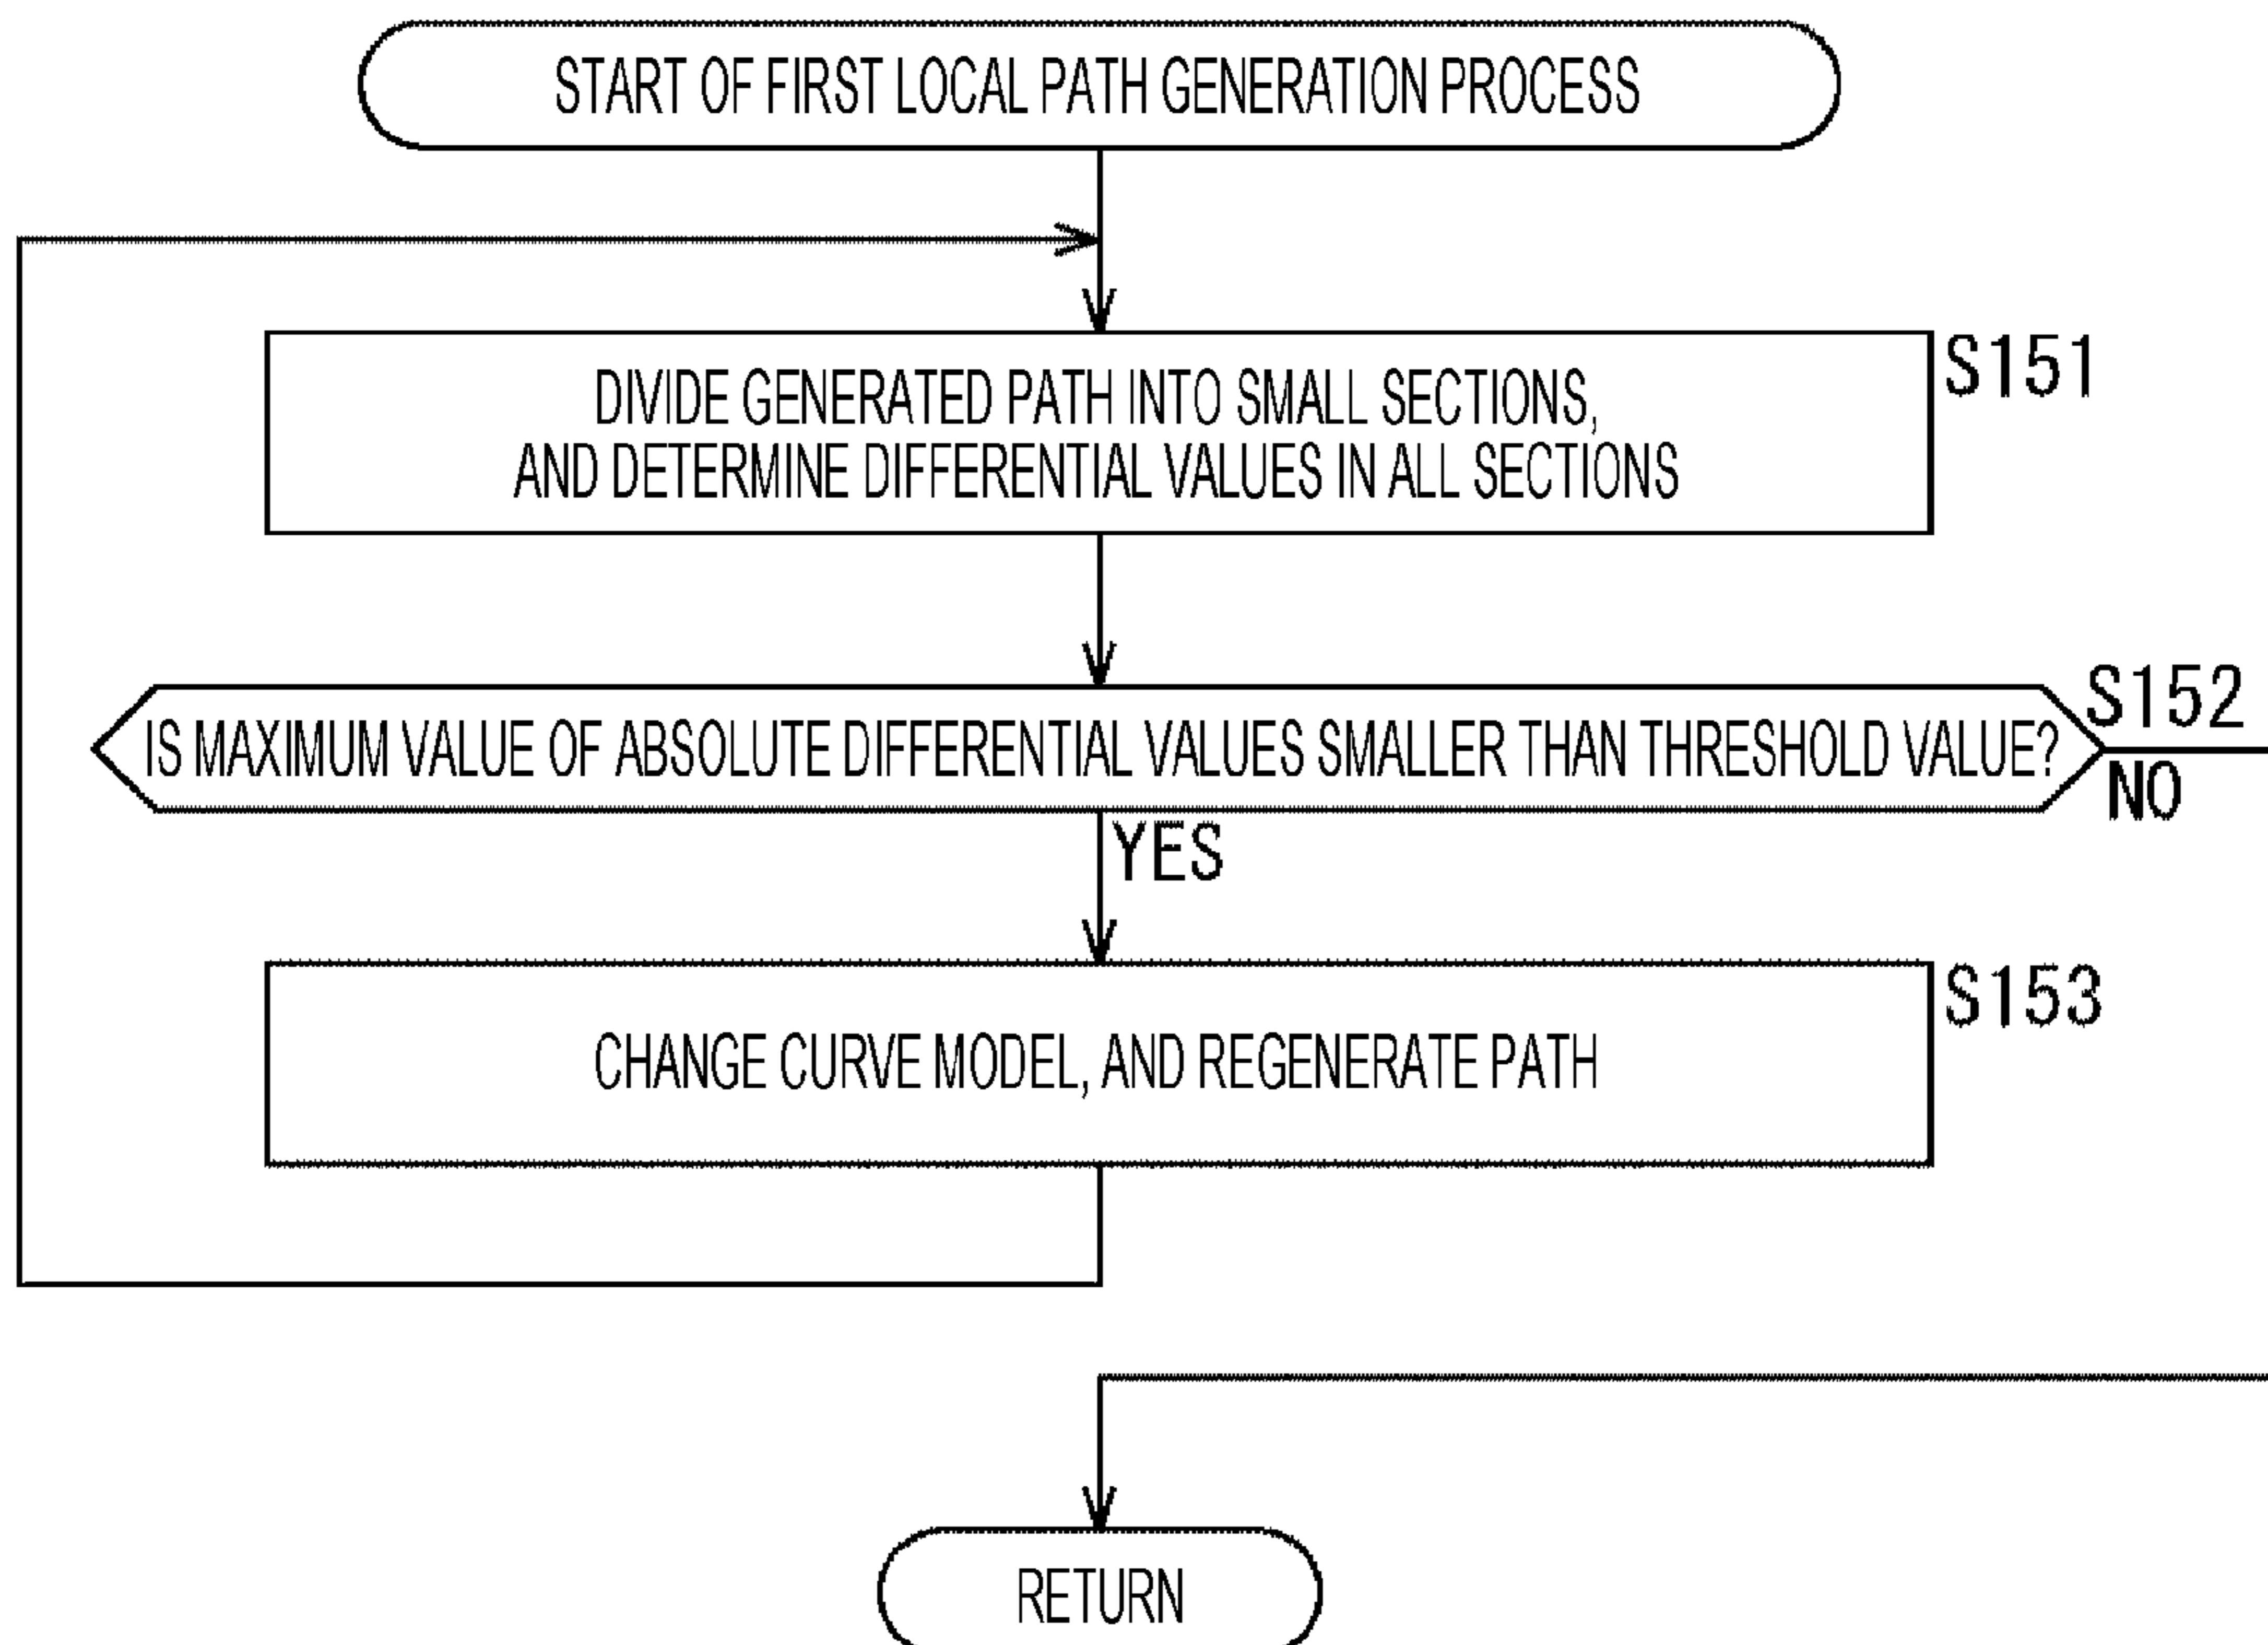 START OF FIRST LOCAL PATH GENERATION PROCESS
S151
DIVIDE GENERATED PATH INTO SMALL SECTIONS,
AND DETERMINE DIFFERENTIAL VALUES IN ALL SECTIONS
S152
IS MAXIMUM VALUE OF ABSOLUTE DIFFERENTIAL VALUES SMALLER THAN THRESHOLD VALUE?
NO
YES
S153
CHANGE CURVE MODEL, AND REGENERATE PATH
RETURN